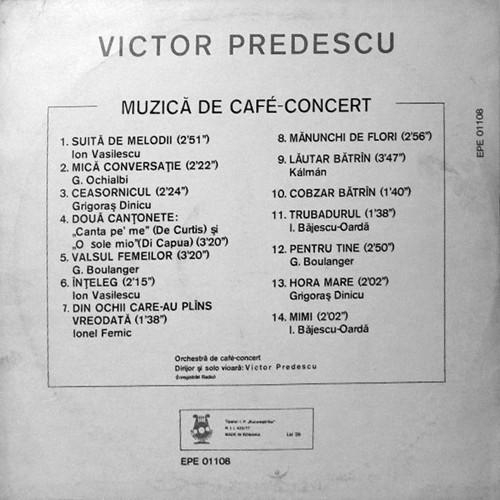 VICTOR PREDESCU
MUZICĂ DE CAFÉ-CONCERT
1. SUITĂ DE MELODII (2'51")
Ion Vasilescu
2. MICĂ CONVERSAȚIE (2'22")
G. Ochialbi
3. CEASORNICUL (2'24")
Grigoraș Dinicu
4. DOUĂ CANȚONETE:
„Canta pe' me" (De Curtis) și
„O sole mio"(Di Capua) (3'20")
5. VALSUL FEMEILOR (3'20")
G. Boulanger
6. ÎNȚELEG (2'15")
Ion Vasilescu
7. DIN OCHII CARE-AU PLÎNS
VREODATĂ (1'38")
Ionel Fernic
8. MĂNUNCHI DE FLORI (2'56")
9. LĂUTAR BĂTRÎN (3'47")
Kálmán
10. COBZAR BĂTRÎN (1'40")
11. TRUBADURUL (1'38")
I. Băjescu-Oardă
12. PENTRU TINE (2'50")
G. Boulanger
13. HORA MARE (2'02")
Grigoraș Dinicu
14. MIMI (2'02")
I. Băjescu-Oardă
Orchestră de café-concert
Dirijor și solo vioară: Victor Predescu
(Înregistrări Radio)
EPE 01108
MADE IN ROMANIA
EPE 01108